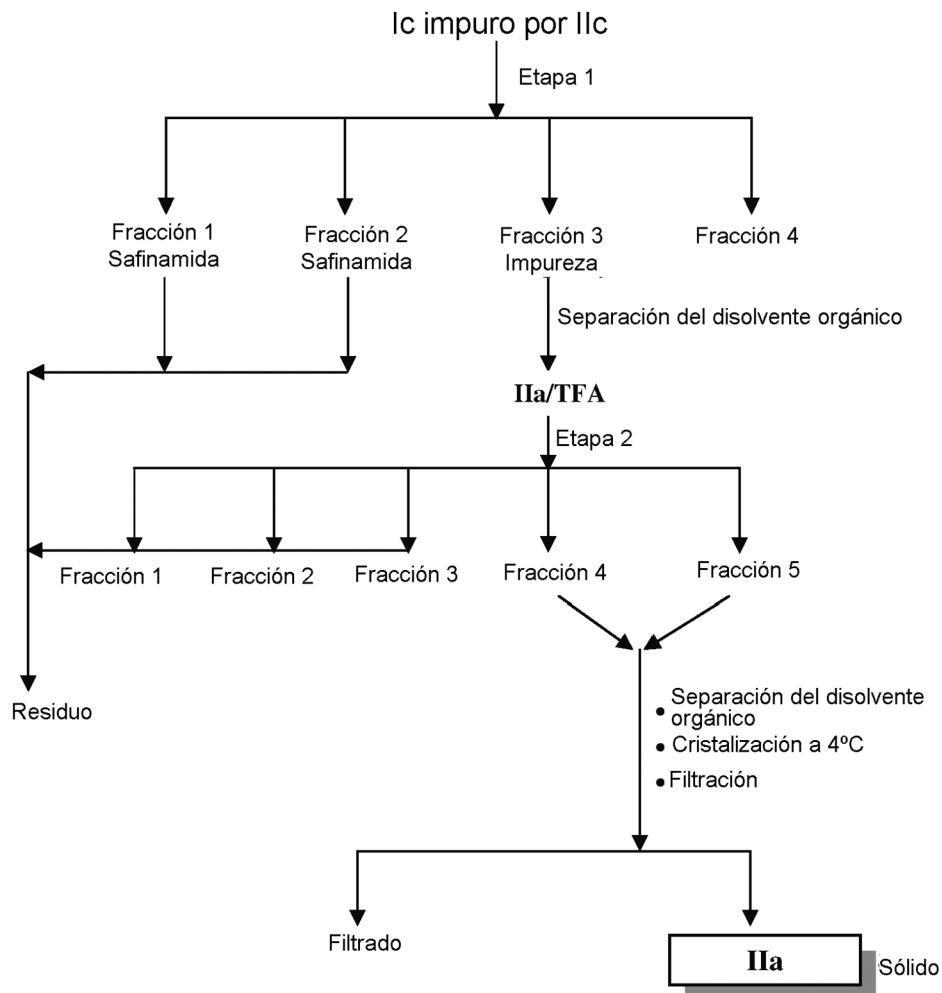 Ic impuro por IIc
Etapa 1
Fracción 1
Safinamida
Fracción 2
Safinamida
Fracción 3
Impureza
Fracción 4
Separación del disolvente orgánico
IIa/TFA
Etapa 2
Fracción 1
Fracción 2
Fracción 3
Fracción 4
Fracción 5
Residuo
• Separación del disolvente
orgánico
• Cristalización a 4ºC
• Filtración
Filtrado
IIa
Sólido